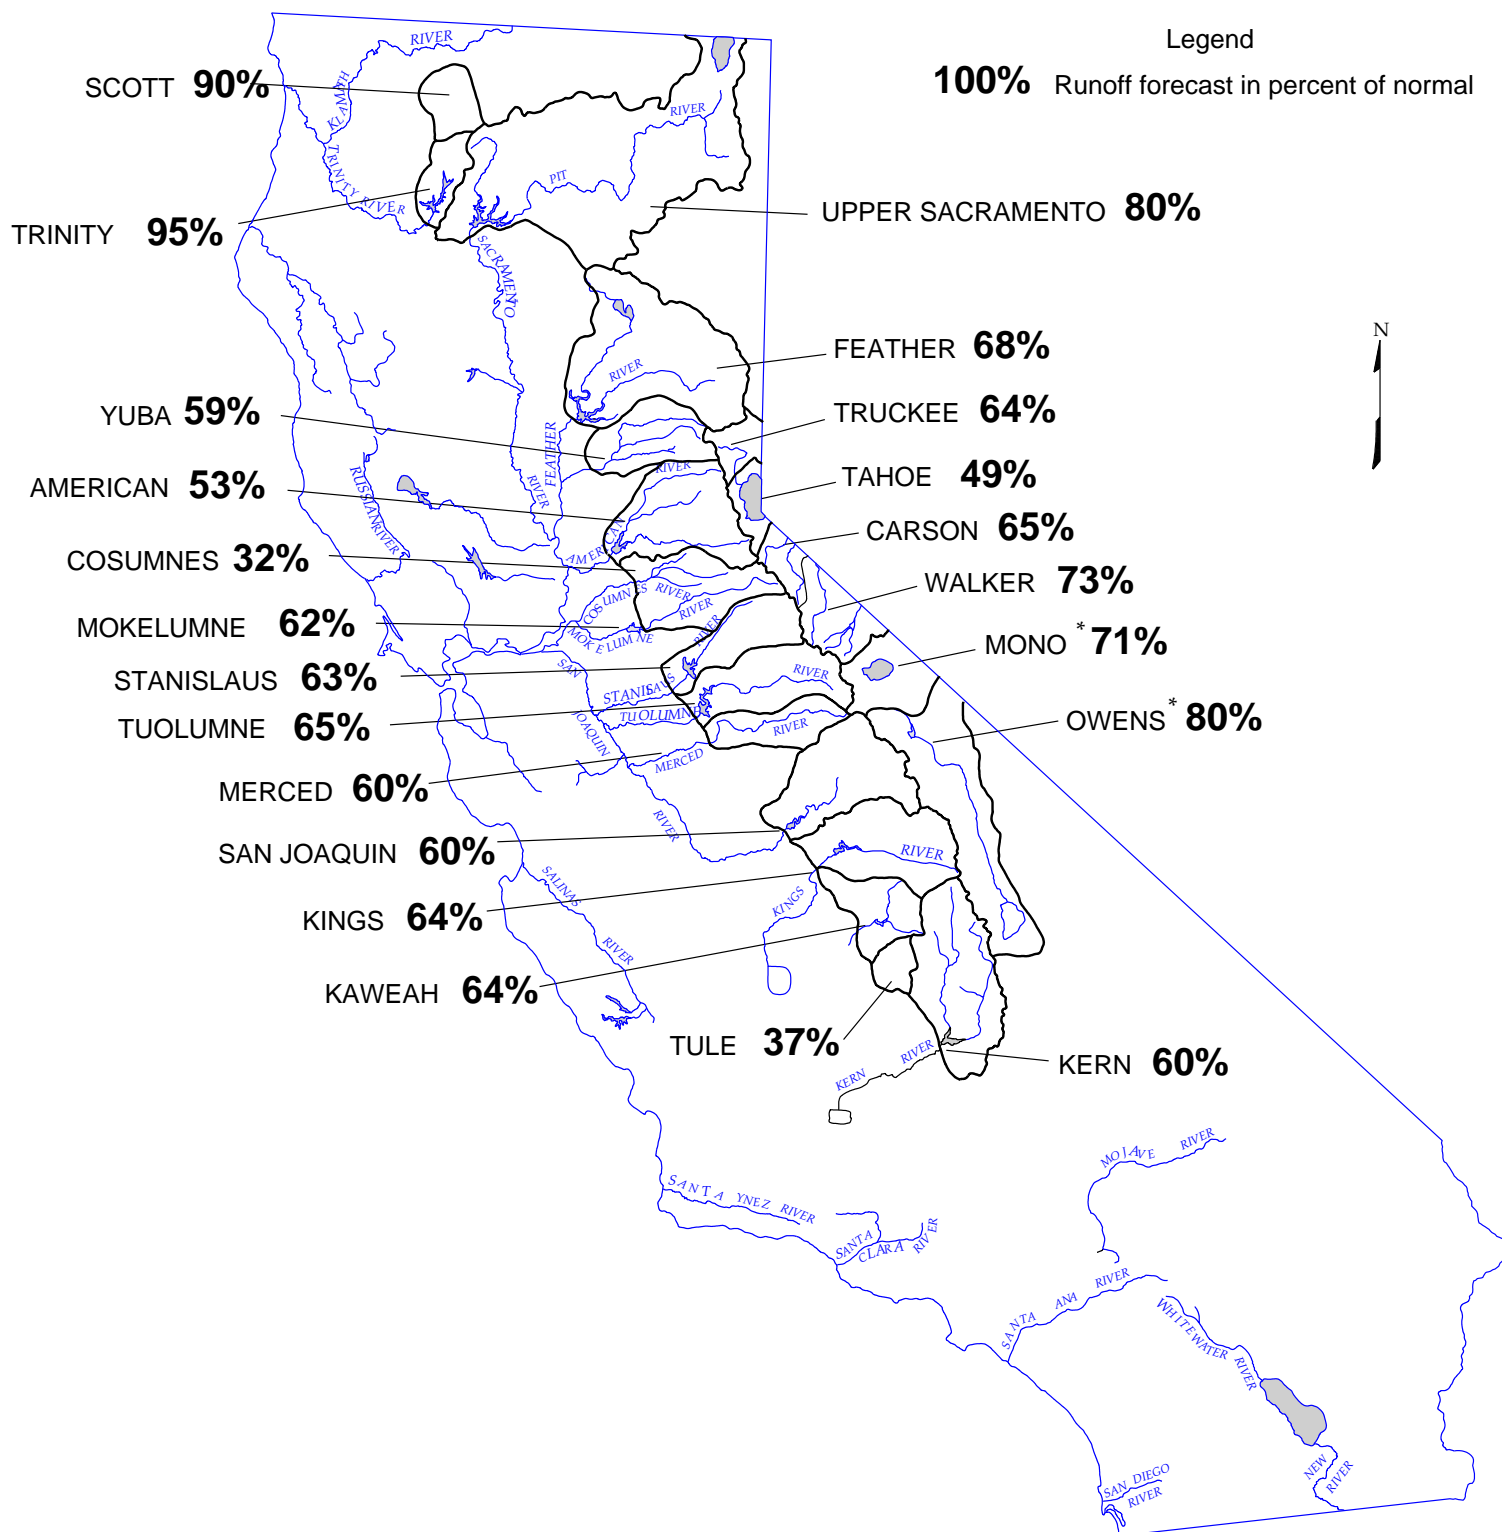 Legend
100% Runoff forecast in percent of normal
N
SCOTT 90%
TRINITY 95%
UPPER SACRAMENTO 80%
FEATHER 68%
YUBA 59%
TRUCKEE 64%
AMERICAN 53%
TAHOE 49%
CARSON 65%
COSUMNES 32%
WALKER 73%
MOKELUMNE 62%
MONO * 71%
STANISLAUS 63%
TUOLUMNE 65%
OWENS * 80%
MERCED 60%
SAN JOAQUIN 60%
KINGS 64%
KAWEAH 64%
TULE 37%
KERN 60%
KLAMATH RIVER
TRINITY RIVER
PIT RIVER
SACRAMENTO RIVER
FEATHER RIVER
RIVER
RUSSIAN RIVER
AMERICAN RIVER
COSUMNES RIVER
MOKELUMNE RIVER
STANISLAUS RIVER
TUOLUMNE RIVER
MERCED RIVER
SAN JOAQUIN RIVER
KINGS RIVER
SALINAS RIVER
KERN RIVER
SANTA YNEZ RIVER
SANTA CLARA RIVER
MOJAVE RIVER
SANTA ANA RIVER
WHITEWATER RIVER
NEW RIVER
SAN DIEGO RIVER